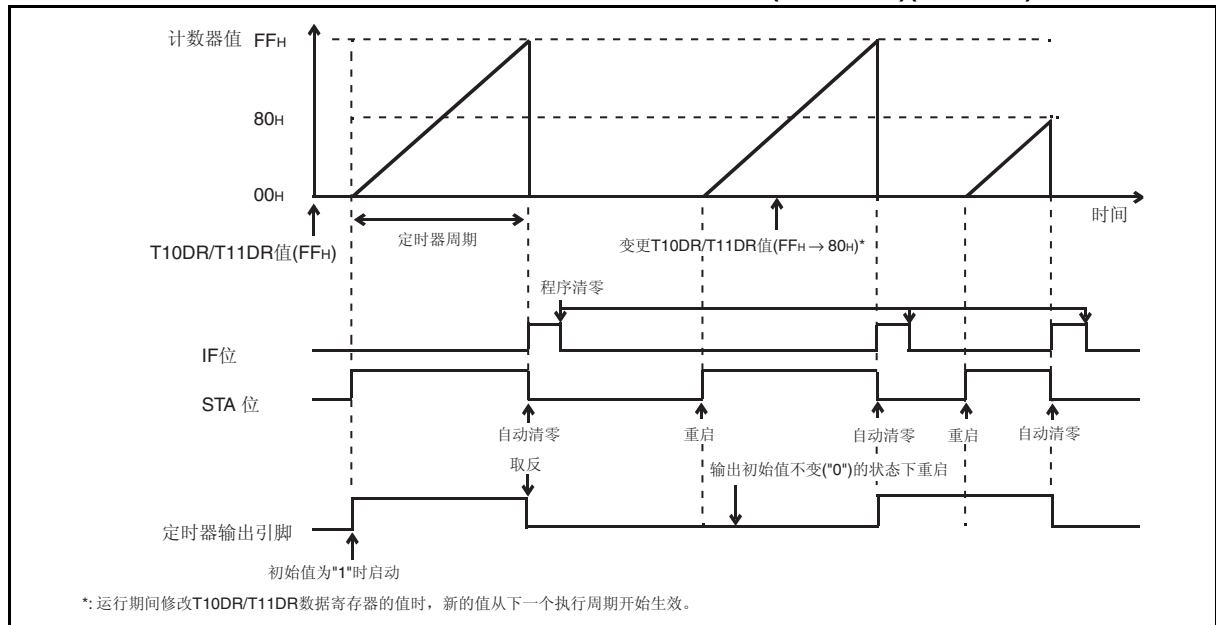 计数器值 FFH
80H
00H
时间
定时器周期
T10DR/T11DR值(FFH)
变更T10DR/T11DR值(FFH → 80H)*
程序清零
IF位
STA 位
自动清零 重启 自动清零 重启 自动清零
取反
输出初始值不变("0")的状态下重启
定时器输出引脚
初始值为"1"时启动
*: 运行期间修改T10DR/T11DR数据寄存器的值时，新的值从下一个执行周期开始生效。